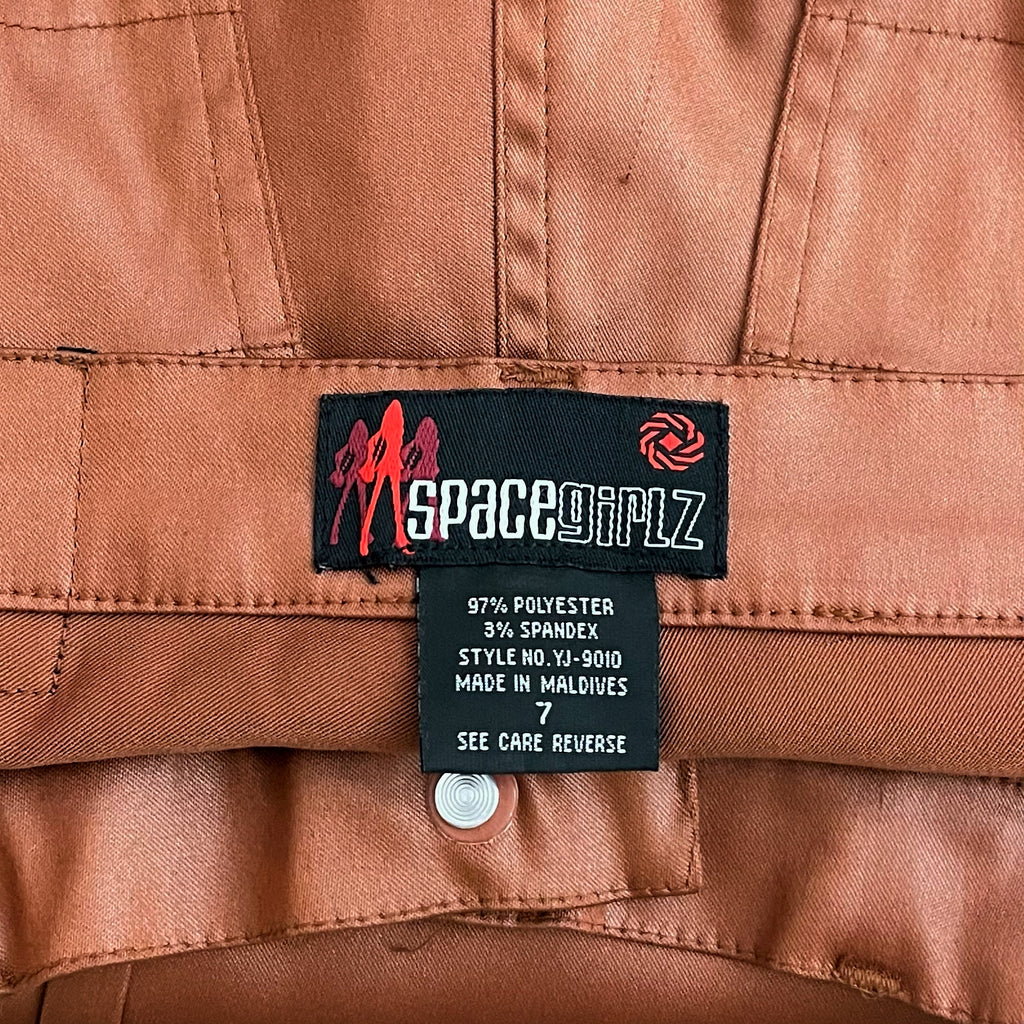 spacegirlz
97% POLYESTER
3% SPANDEX
STYLE NO. YJ-9010
MADE IN MALDIVES
7
SEE CARE REVERSE